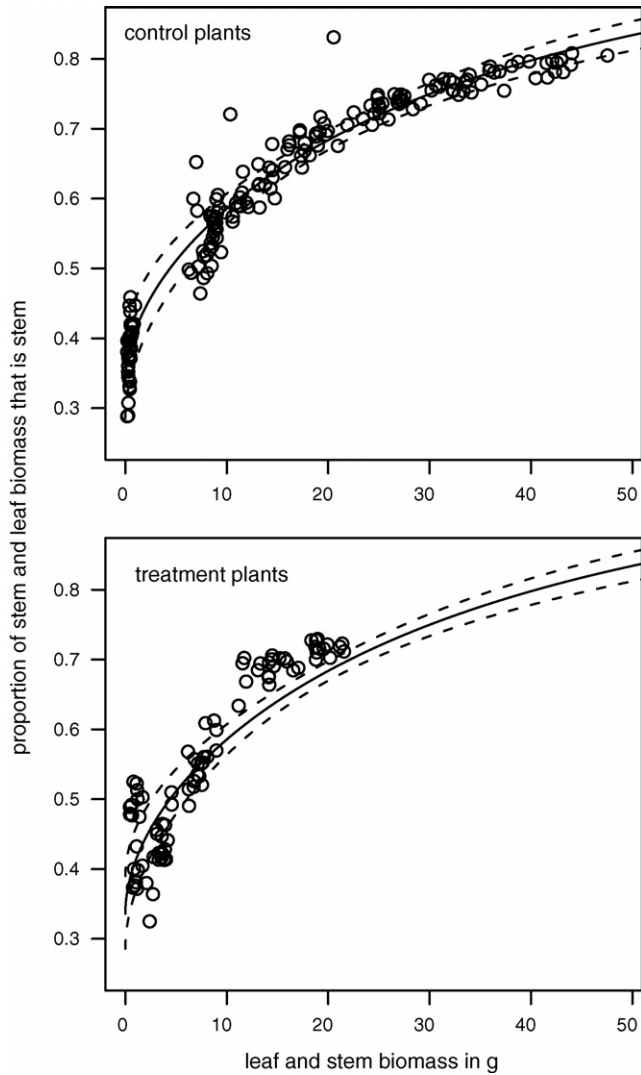 control plants
0.8
0.7
0.6
0.5
0.4
0.3
0 10 20 30 40 50
treatment plants
0.8
0.7
0.6
0.5
0.4
0.3
0 10 20 30 40 50
leaf and stem biomass in g
proportion of stem and leaf biomass that is stem